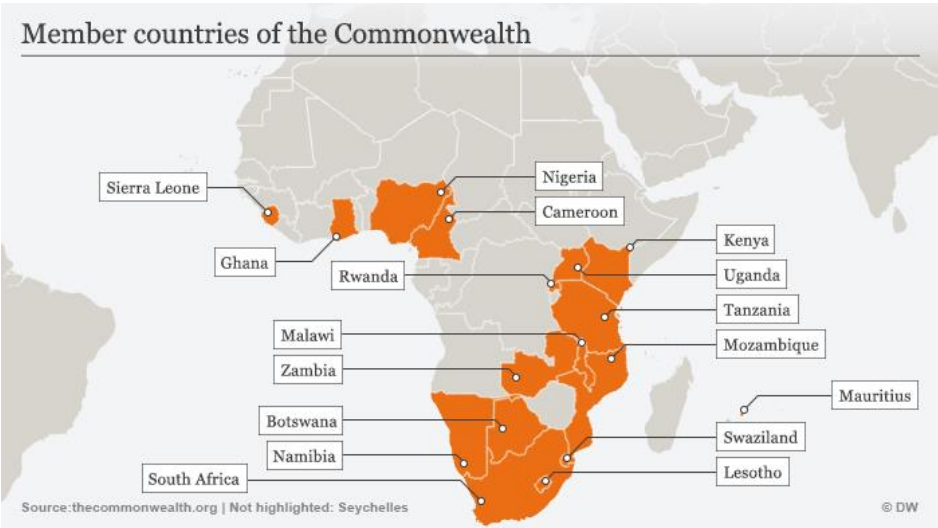 Member countries of the Commonwealth
Sierra Leone
Nigeria
Cameroon
Ghana
Kenya
Rwanda
Uganda
Tanzania
Malawi
Mozambique
Zambia
Mauritius
Botswana
Swaziland
Namibia
Lesotho
South Africa
Source:thecommonwealth.org | Not highlighted: Seychelles
© DW